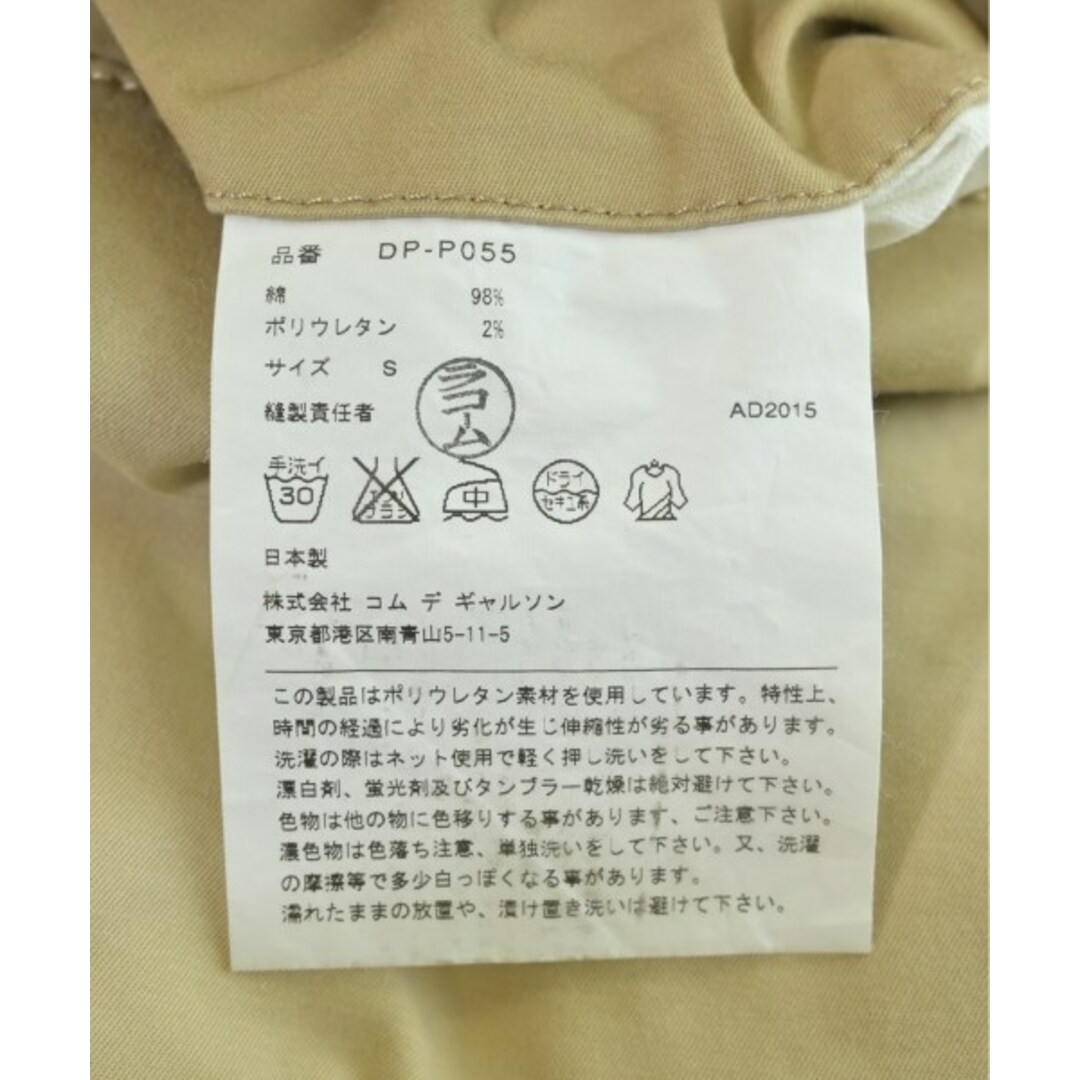 品番 DP-P055
綿 98%
ポリウレタン 2%
サイズ S
縫製責任者 ラコーム AD2015
手洗イ 30 エンソ サラシ 中 ドライ セキユ系
日本製
株式会社 コム デ ギャルソン
東京都港区南青山5-11-5
この製品はポリウレタン素材を使用しています。特性上、
時間の経過により劣化が生じ伸縮性が劣る事があります。
洗濯の際はネット使用で軽く押し洗いをして下さい。
漂白剤、蛍光剤及びタンブラー乾燥は絶対避けて下さい。
色物は他の物に色移りする事があります、ご注意下さい。
濃色物は色落ち注意、単独洗いをして下さい。又、洗濯
の摩擦等で多少白っぽくなる事があります。
濡れたままの放置や、漬け置き洗いは避けて下さい。